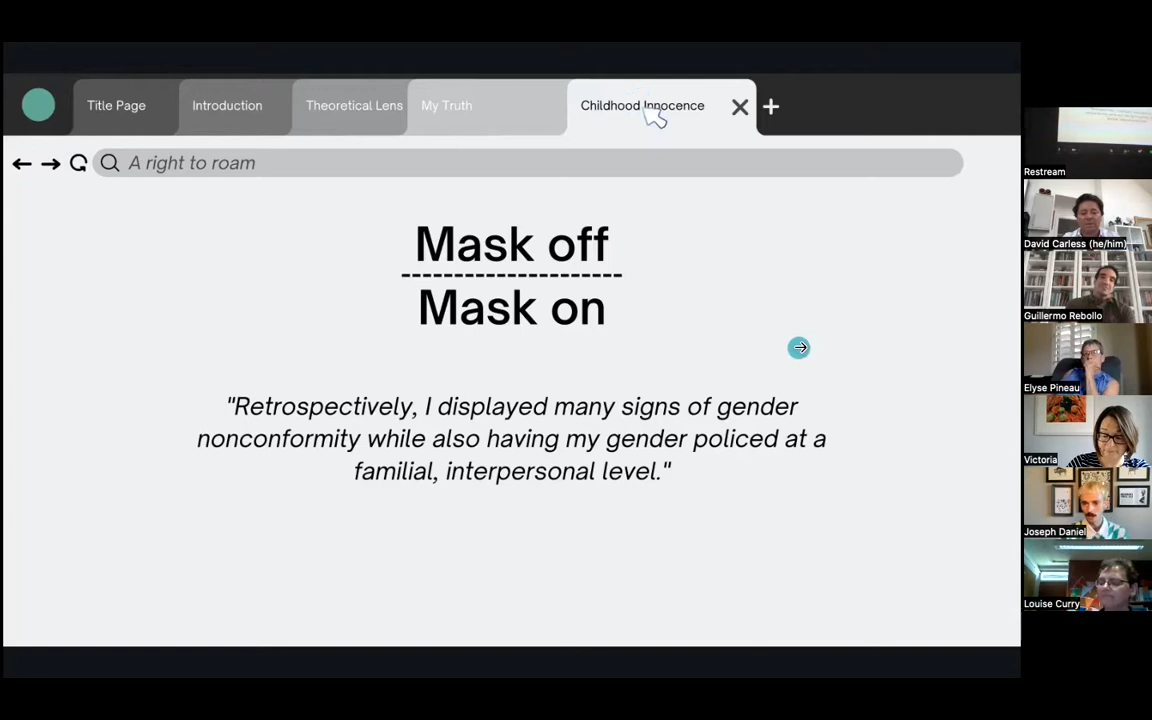 Title Page
Introduction
Theoretical Lens
My Truth
Childhood Innocence
A right to roam
Mask off
Mask on
"Retrospectively, I displayed many signs of gender
nonconformity while also having my gender policed at a
familial, interpersonal level."
Restream
David Carless (he/him)
Guillermo Rebollo
Elyse Pineau
Victoria
Joseph Daniel
Louise Curry